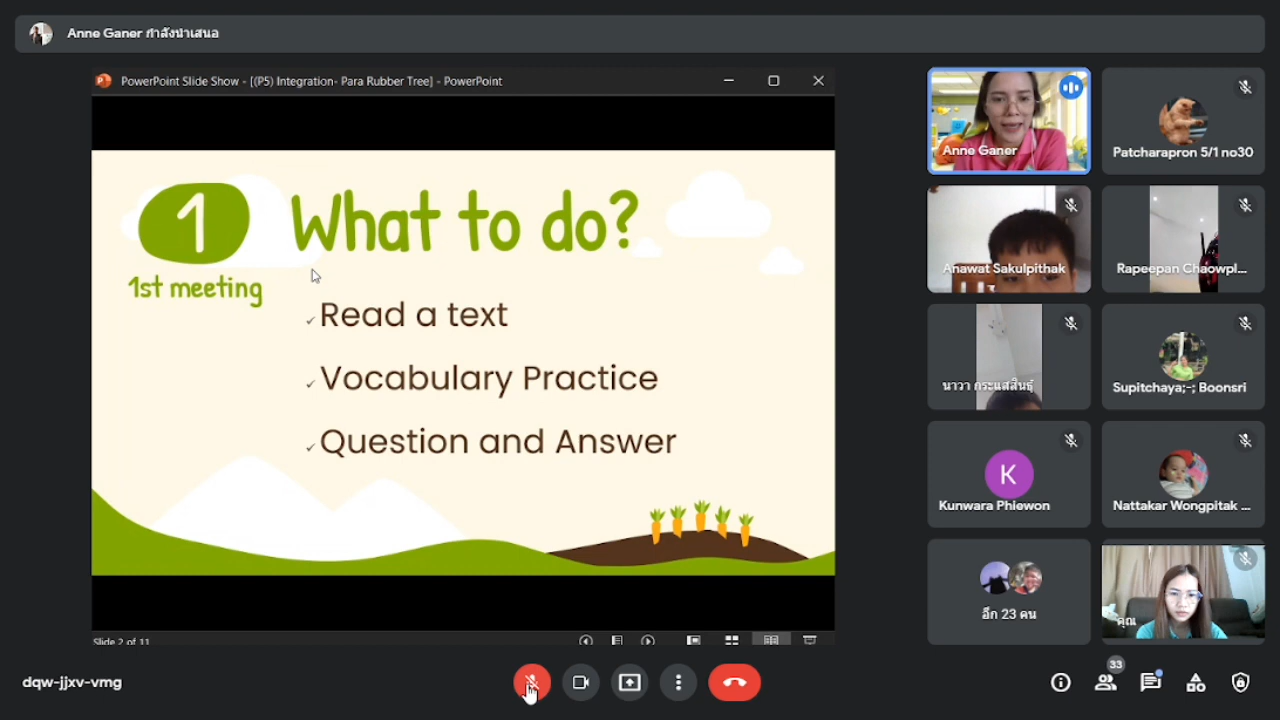 Anne Ganer กำลังนำเสนอ
PowerPoint Slide Show - [(P5) Integration- Para Rubber Tree] - PowerPoint
1
What to do?
1st meeting
✓Read a text
✓Vocabulary Practice
✓Question and Answer
Slide 2 of 11
Anne Ganer
Patcharapron 5/1 no30
Anawat Sakulpithak
Rapeepan Chaowpl...
นาวา กระแสสินธุ์
Supitchaya;-; Boonsri
K
Kunwara Phiewon
Nattakar Wongpitak ...
อีก 23 คน
คุณ
dqw-jjxv-vmg
33